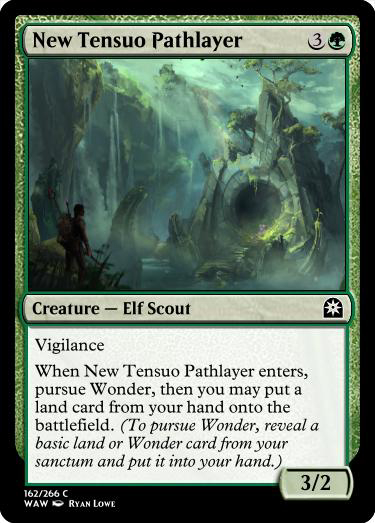 New Tensuo Pathlayer 3
Creature — Elf Scout
Vigilance
When New Tensuo Pathlayer enters,
pursue Wonder, then you may put a
land card from your hand onto the
battlefield. (To pursue Wonder, reveal a
basic land or Wonder card from your
sanctum and put it into your hand.)
3/2
162/266 C
WAW Ryan Lowe